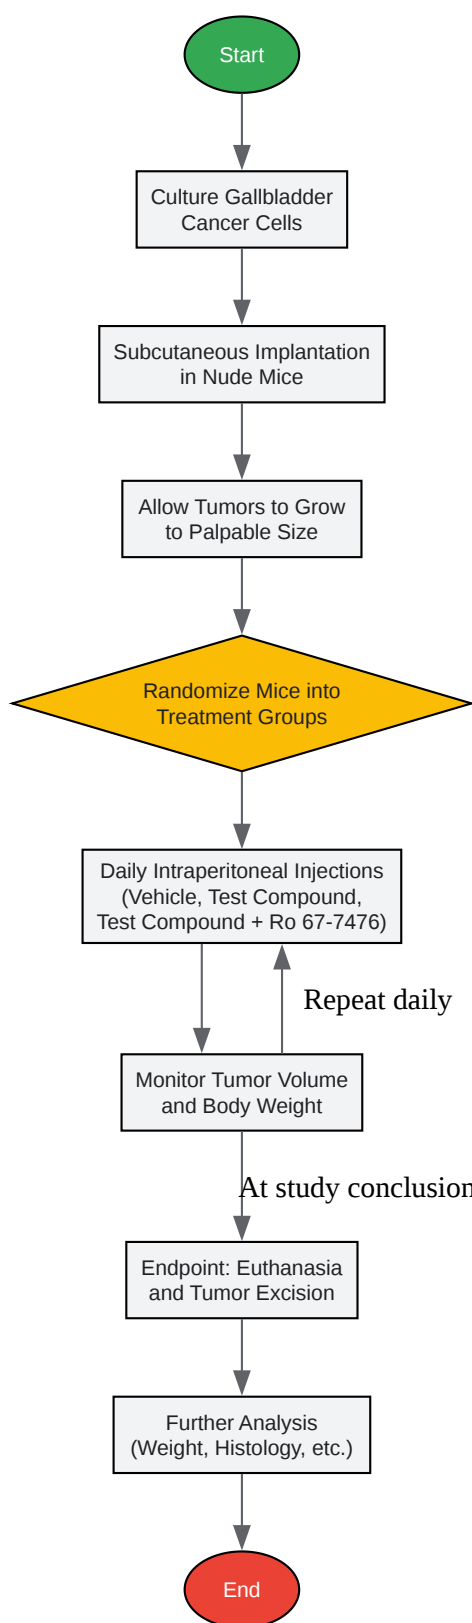 Start
Culture Gallbladder
Cancer Cells
Subcutaneous Implantation
in Nude Mice
Allow Tumors to Grow
to Palpable Size
Randomize Mice into
Treatment Groups
Daily Intraperitoneal Injections
(Vehicle, Test Compound,
Test Compound + Ro 67-7476)
Repeat daily
Monitor Tumor Volume
and Body Weight
At study conclusion
Endpoint: Euthanasia
and Tumor Excision
Further Analysis
(Weight, Histology, etc.)
End